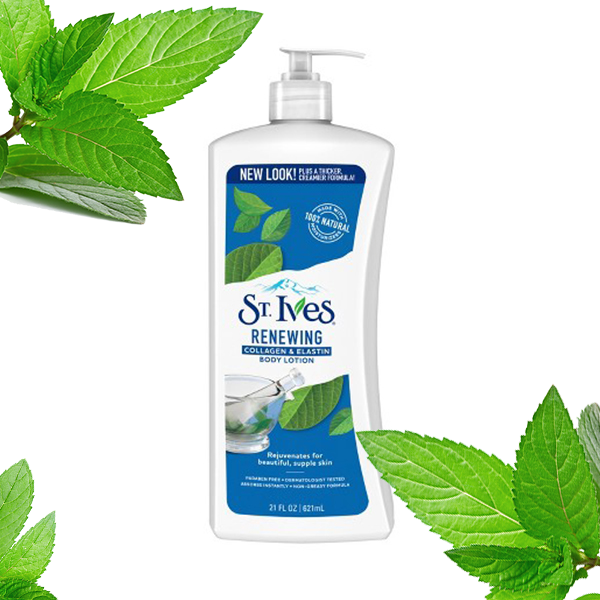 NEW LOOK! PLUS A THICKER,
CREAMIER FORMULA!
MADE WITH
100% NATURAL
MOISTURIZERS
ST. IVES
RENEWING
COLLAGEN & ELASTIN
BODY LOTION
Rejuvenates for
beautiful, supple skin
PARABEN FREE • DERMATOLOGIST TESTED
ABSORBS INSTANTLY • NON-GREASY FORMULA
21 FL OZ | 621mL